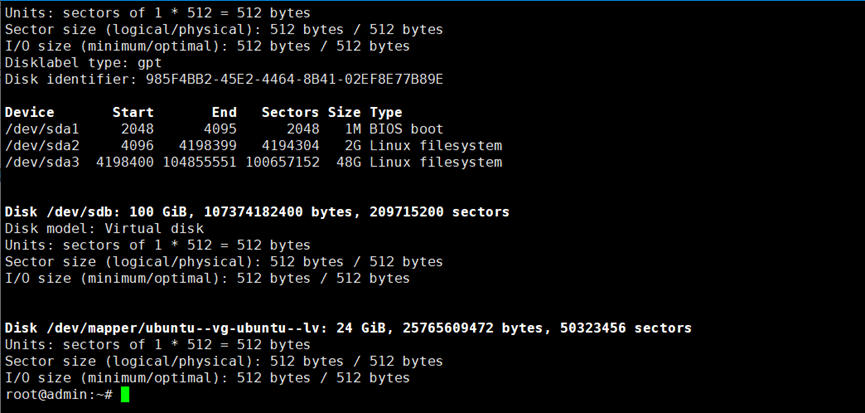 Units: sectors of 1 * 512 = 512 bytes
Sector size (logical/physical): 512 bytes / 512 bytes
I/O size (minimum/optimal): 512 bytes / 512 bytes
Disklabel type: gpt
Disk identifier: 985F4BB2-45E2-4464-8B41-02EF8E77B89E
Device Start End Sectors Size Type
/dev/sda1 2048 4095 2048 1M BIOS boot
/dev/sda2 4096 4198399 4194304 2G Linux filesystem
/dev/sda3 4198400 104855551 100657152 48G Linux filesystem
Disk /dev/sdb: 100 GiB, 107374182400 bytes, 209715200 sectors
Disk model: Virtual disk
Units: sectors of 1 * 512 = 512 bytes
Sector size (logical/physical): 512 bytes / 512 bytes
I/O size (minimum/optimal): 512 bytes / 512 bytes
Disk /dev/mapper/ubuntu--vg-ubuntu--lv: 24 GiB, 25765609472 bytes, 50323456 sectors
Units: sectors of 1 * 512 = 512 bytes
Sector size (logical/physical): 512 bytes / 512 bytes
I/O size (minimum/optimal): 512 bytes / 512 bytes
root@admin:~#